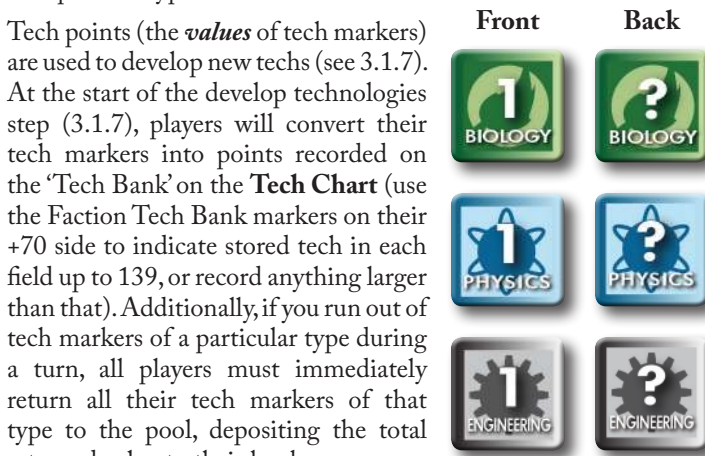 Tech points (the values of tech markers)
are used to develop new techs (see 3.1.7).
At the start of the develop technologies
step (3.1.7), players will convert their
tech markers into points recorded on
the ‘Tech Bank’ on the Tech Chart (use
the Faction Tech Bank markers on their
+70 side to indicate stored tech in each
field up to 139, or record anything larger
than that). Additionally, if you run out of
tech markers of a particular type during
a turn, all players must immediately
return all their tech markers of that
type to the pool, depositing the total
Front Back
1 ?
BIOLOGY BIOLOGY
1 ?
PHYSICS PHYSICS
1 ?
ENGINEERING ENGINEERING